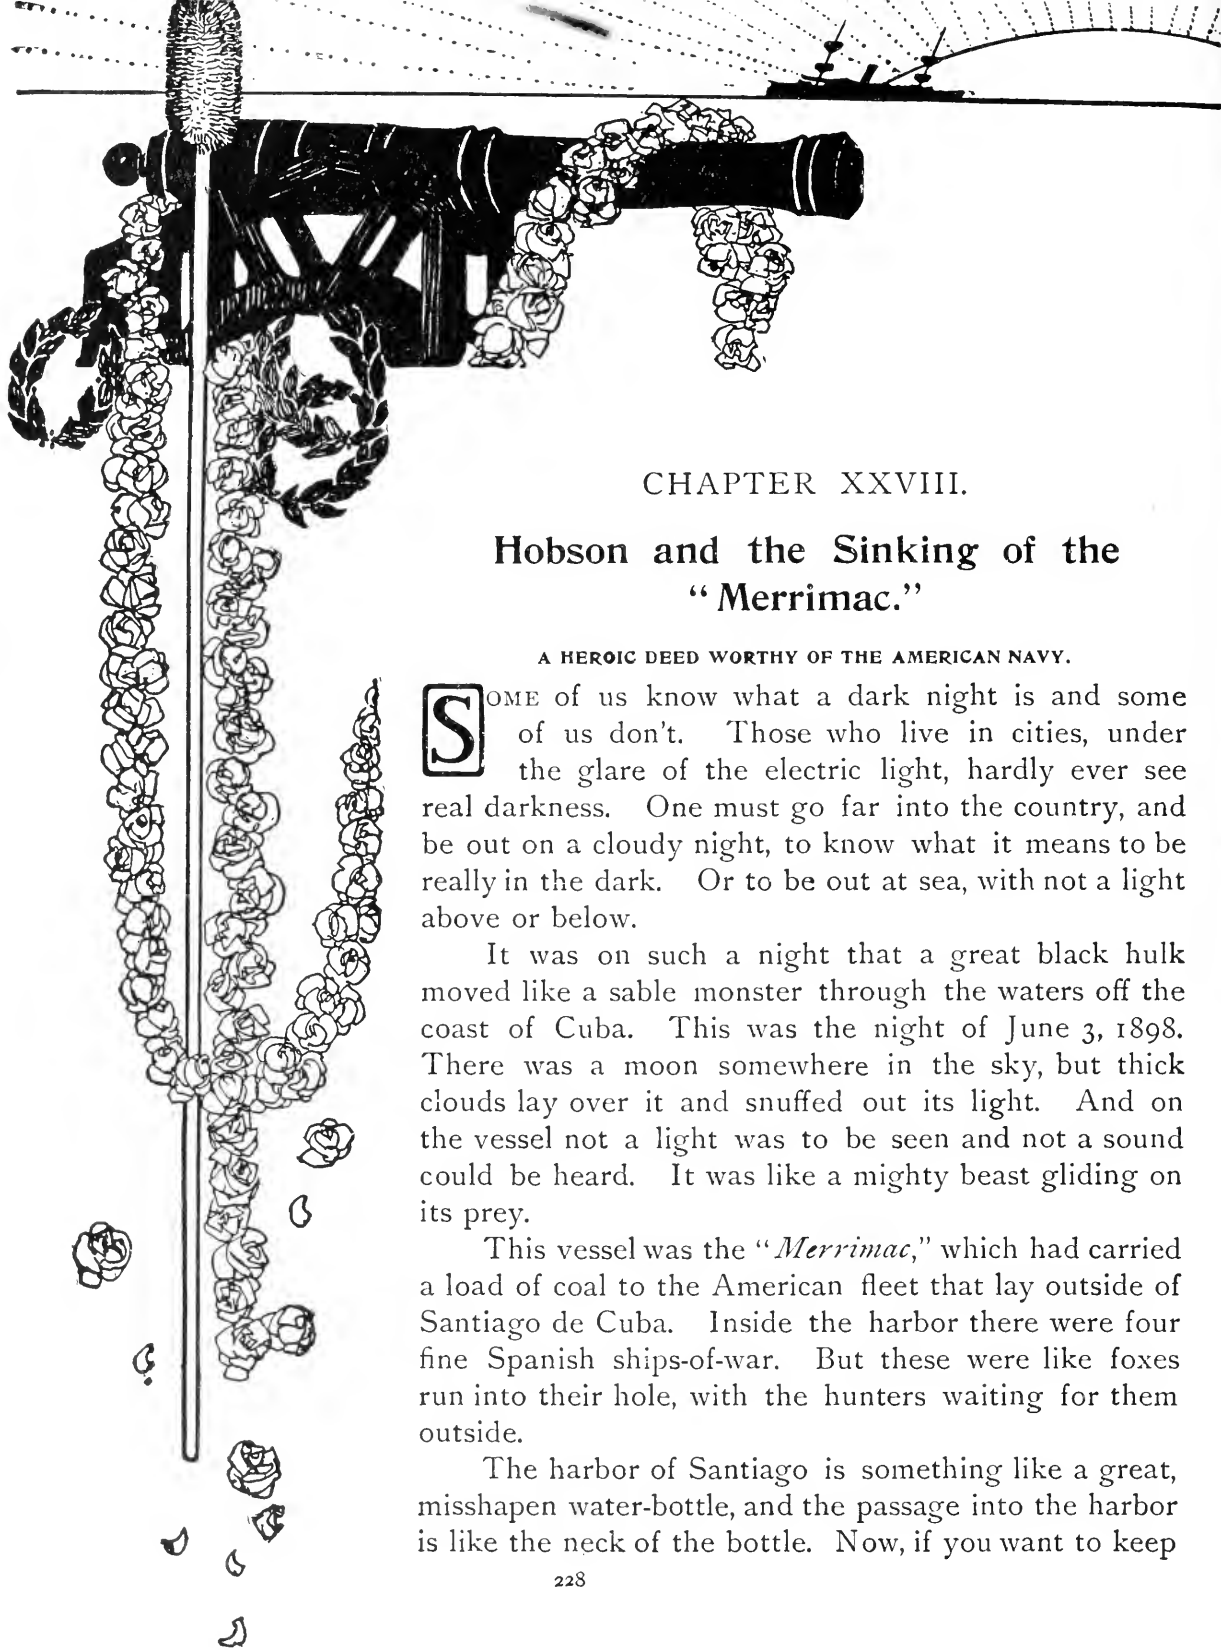 CHAPTER XXVIII.
Hobson and the Sinking of the
“Merrimac.”
A HEROIC DEED WORTHY OF THE AMERICAN NAVY.
SOME of us know what a dark night is and some
of us don’t. Those who live in cities, under
the glare of the electric light, hardly ever see
real darkness. One must go far into the country, and
be out on a cloudy night, to know what it means to be
really in the dark. Or to be out at sea, with not a light
above or below.
It was on such a night that a great black hulk
moved like a sable monster through the waters off the
coast of Cuba. This was the night of June 3, 1898.
There was a moon somewhere in the sky, but thick
clouds lay over it and snuffed out its light. And on
the vessel not a light was to be seen and not a sound
could be heard. It was like a mighty beast gliding on
its prey.
This vessel was the “Merrimac,” which had carried
a load of coal to the American fleet that lay outside of
Santiago de Cuba. Inside the harbor there were four
fine Spanish ships-of-war. But these were like foxes
run into their hole, with the hunters waiting for them
outside.
The harbor of Santiago is something like a great,
misshapen water-bottle, and the passage into the harbor
is like the neck of the bottle. Now, if you want to keep
228